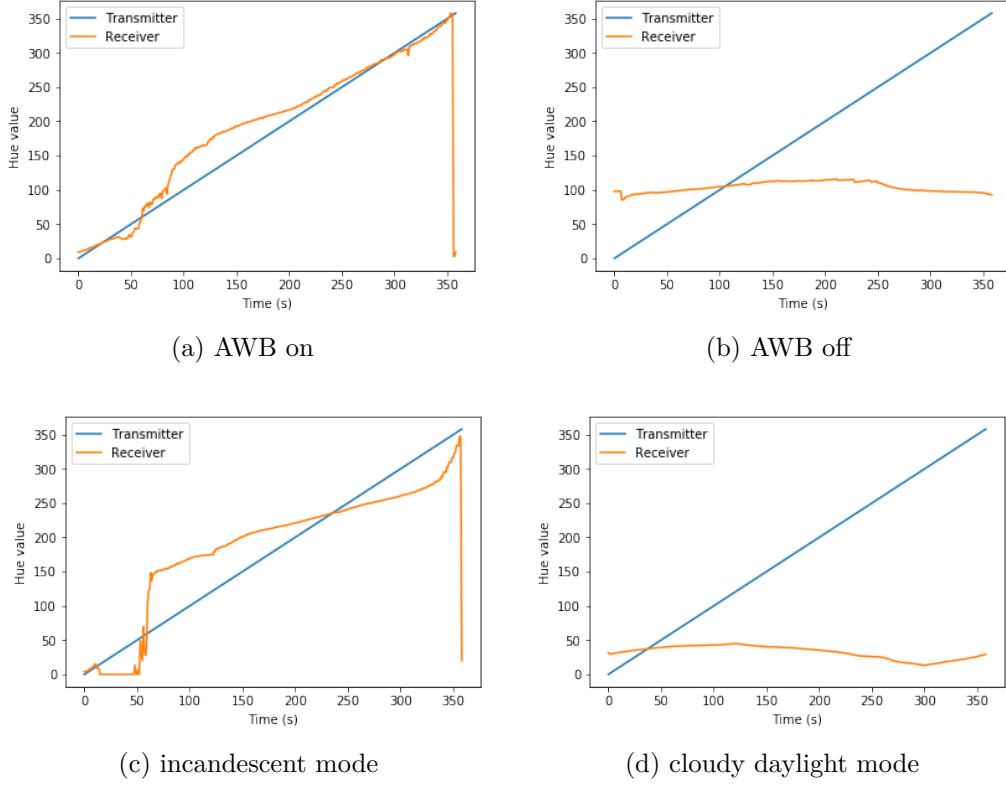 350
300
250
200
150
100
50
0
Hue value
Transmitter
Receiver
0 50 100 150 200 250 300 350
Time (s)
(a) AWB on
350
300
250
200
150
100
50
0
Hue value
Transmitter
Receiver
0 50 100 150 200 250 300 350
Time (s)
(b) AWB off
350
300
250
200
150
100
50
0
Hue value
Transmitter
Receiver
0 50 100 150 200 250 300 350
Time (s)
(c) incandescent mode
350
300
250
200
150
100
50
0
Hue value
Transmitter
Receiver
0 50 100 150 200 250 300 350
Time (s)
(d) cloudy daylight mode